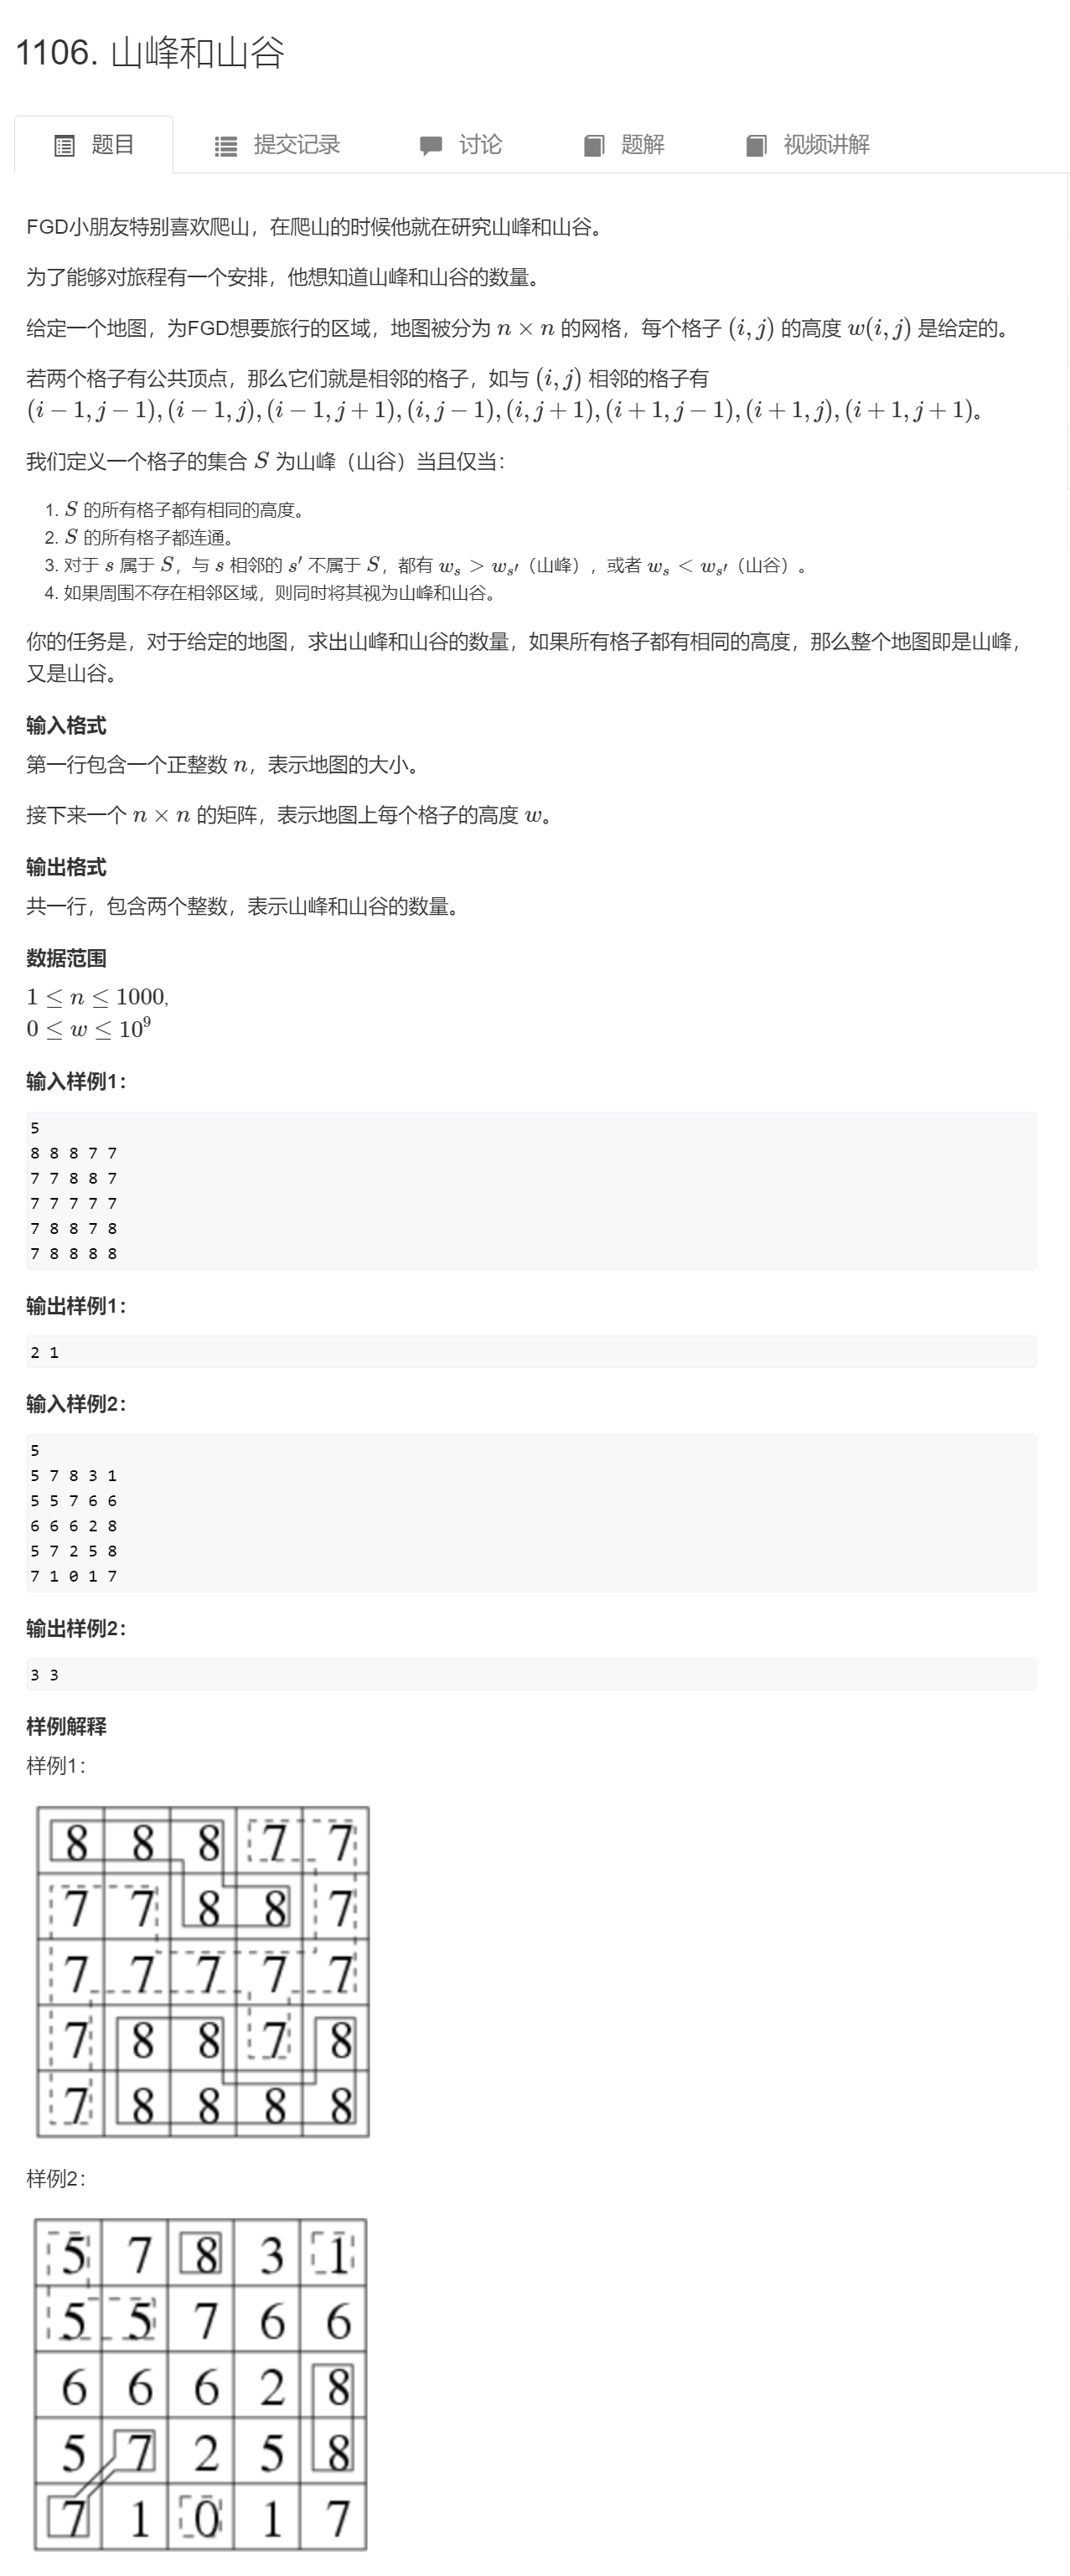 1106. 山峰和山谷
题目 提交记录 讨论 题解 视频讲解
FGD小朋友特别喜欢爬山，在爬山的时候他就在研究山峰和山谷。
为了能够对旅程有一个安排，他想知道山峰和山谷的数量。
给定一个地图，为FGD想要旅行的区域，地图被分为 n × n 的网格，每个格子 (i, j) 的高度 w(i, j) 是给定的。
若两个格子有公共顶点，那么它们就是相邻的格子，如与 (i, j) 相邻的格子有
(i − 1, j − 1), (i − 1, j), (i − 1, j + 1), (i, j − 1), (i, j + 1), (i + 1, j − 1), (i + 1, j), (i + 1, j + 1)。
我们定义一个格子的集合 S 为山峰（山谷）当且仅当：
1. S 的所有格子都有相同的高度。
2. S 的所有格子都连通。
3. 对于 s 属于 S，与 s 相邻的 s′ 不属于 S，都有 w_s > w_s′（山峰），或者 w_s < w_s′（山谷）。
4. 如果周围不存在相邻区域，则同时将其视为山峰和山谷。
你的任务是，对于给定的地图，求出山峰和山谷的数量，如果所有格子都有相同的高度，那么整个地图即是山峰，
又是山谷。
输入格式
第一行包含一个正整数 n，表示地图的大小。
接下来一个 n × n 的矩阵，表示地图上每个格子的高度 w。
输出格式
共一行，包含两个整数，表示山峰和山谷的数量。
数据范围
1 ≤ n ≤ 1000,
0 ≤ w ≤ 10⁹
输入样例1：
5
8 8 8 7 7
7 7 8 8 7
7 7 7 7 7
7 8 8 7 8
7 8 8 8 8
输出样例1：
2 1
输入样例2：
5
5 7 8 3 1
5 5 7 6 6
6 6 6 2 8
5 7 2 5 8
7 1 0 1 7
输出样例2：
3 3
样例解释
样例1：
8 8 8 7 7
7 7 8 8 7
7 7 7 7 7
7 8 8 7 8
7 8 8 8 8
样例2：
5 7 8 3 1
5 5 7 6 6
6 6 6 2 8
5 7 2 5 8
7 1 0 1 7